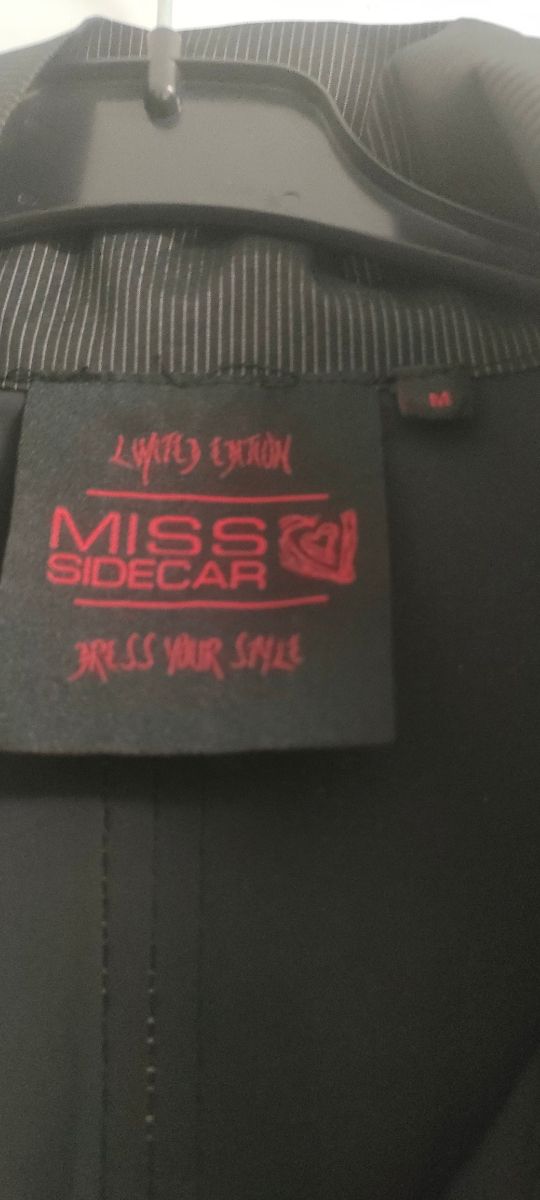 LIMITED EDITION
M
MISS
SIDECAR
DRESS YOUR STYLE